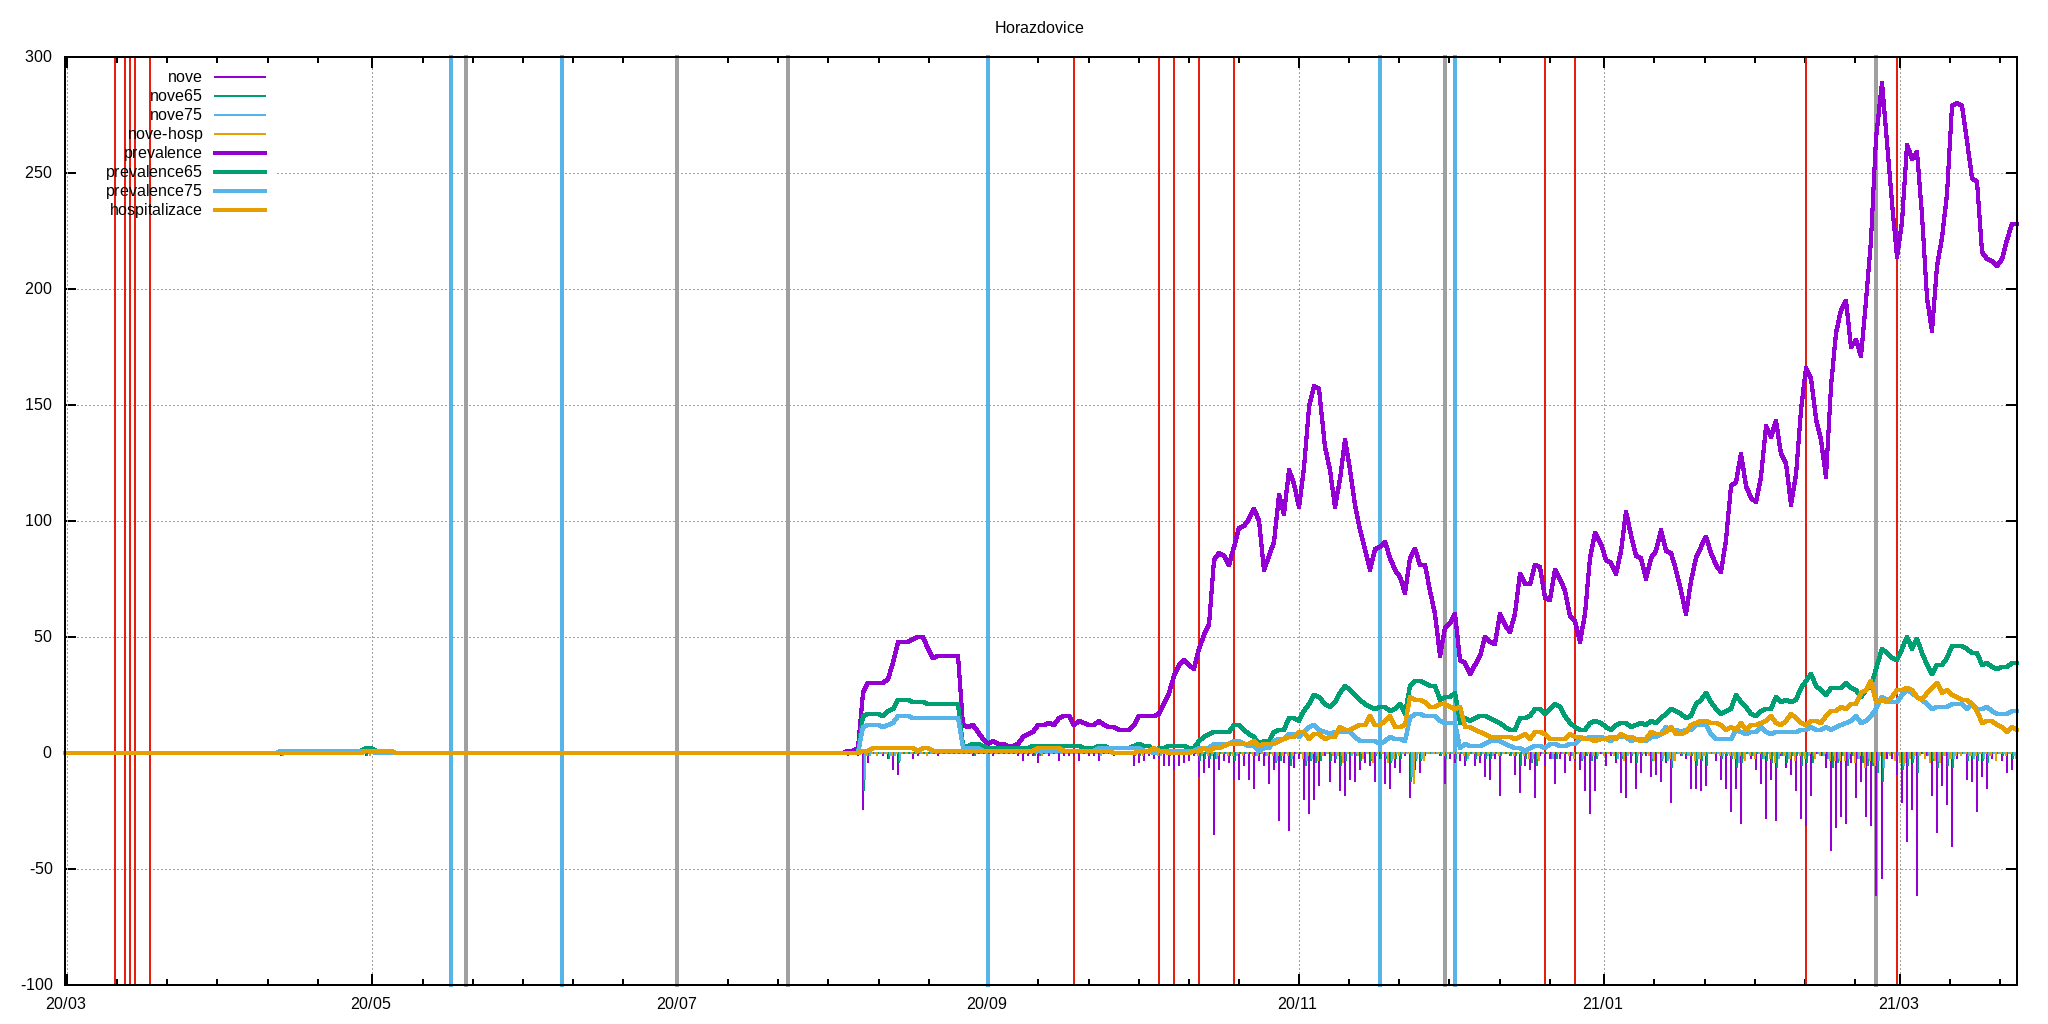 Horazdovice
300
nove
nove65
nove75
nove-hosp
prevalence
prevalence65
prevalence75
hospitalizace
250
200
150
100
50
0
-50
-100
20/03 20/05 20/07 20/09 20/11 21/01 21/03